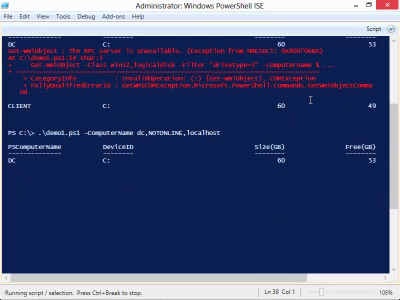 Administrator: Windows PowerShell ISE
File Edit View Tools Debug Add-ons Help
Script
DC C: 60 53
Get-WmiObject : The RPC server is unavailable. (Exception from HRESULT: 0x800706BA)
At C:\demo1.ps1:14 char:5
+ Get-WmiObject -Class win32_logicaldisk -Filter "drivetype=3" -computername $ ...
+ CategoryInfo : InvalidOperation: (:) [Get-WmiObject], COMException
+ FullyQualifiedErrorId : GetWMICOMException,Microsoft.PowerShell.Commands.GetWmiObjectComma
nd
CLIENT C: 60 49
PS C:\> .\demo1.ps1 -ComputerName dc,NOTONLINE,localhost
PSComputerName DeviceID Size(GB) Free(GB)
-------------- -------- -------- --------
DC C: 60 53
Running script / selection. Press Ctrl+Break to stop. Ln 39 Col 1 105%